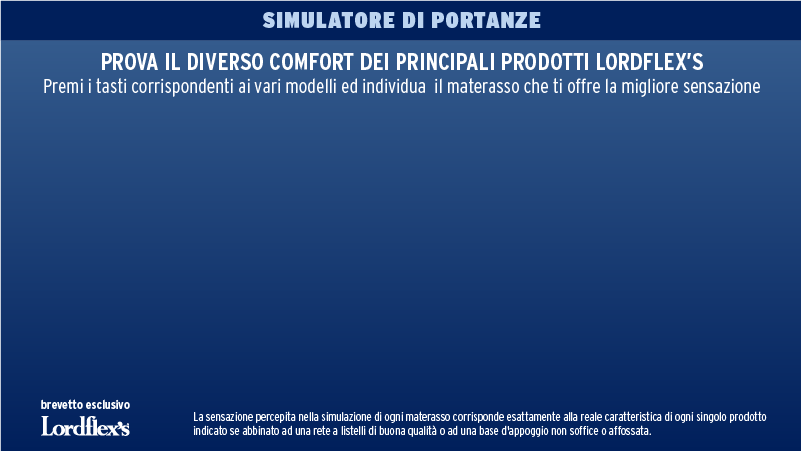 SIMULATORE DI PORTANZE
PROVA IL DIVERSO COMFORT DEI PRINCIPALI PRODOTTI LORDFLEX'S
Premi i tasti corrispondenti ai vari modelli ed individua  il materasso che ti offre la migliore sensazione
brevetto esclusivo
Lordflex's
La sensazione percepita nella simulazione di ogni materasso corrisponde esattamente alla reale caratteristica di ogni singolo prodotto
indicato se abbinato ad una rete a listelli di buona qualità o ad una base d'appoggio non soffice o affossata.